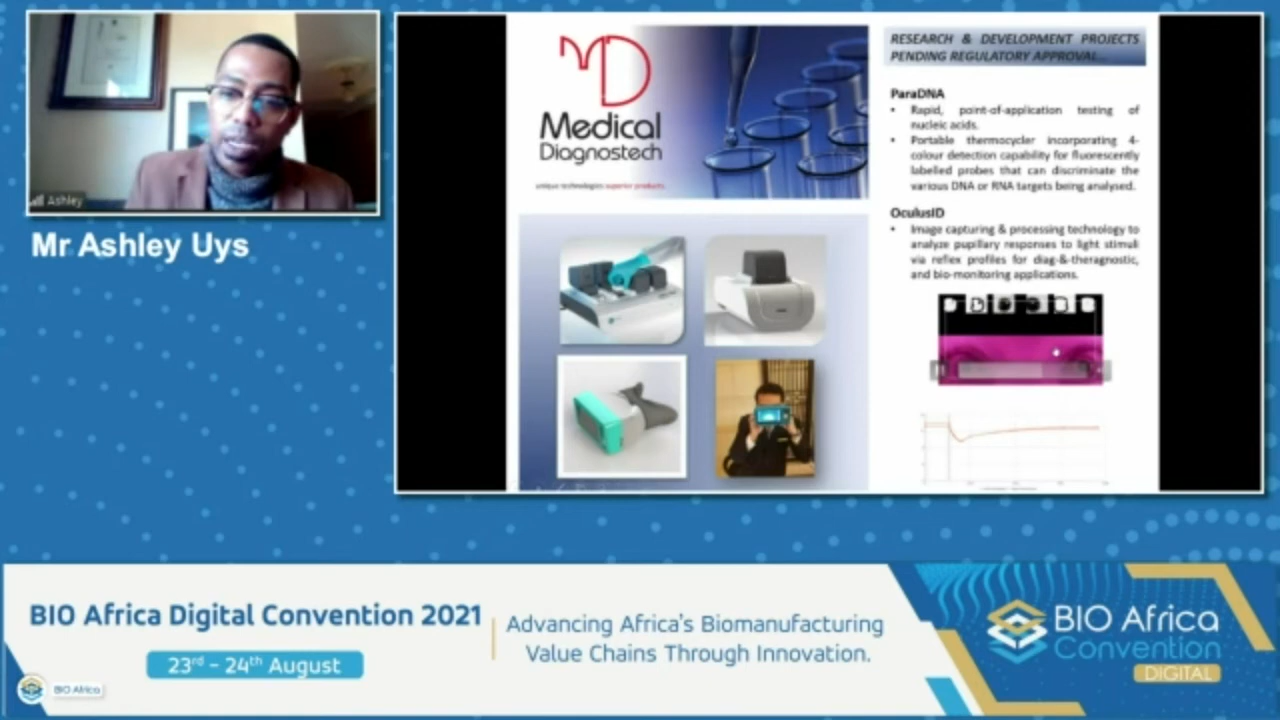 Ashley
Mr Ashley Uys
Medical
Diagnostech
unique technologies superior products
RESEARCH & DEVELOPMENT PROJECTS
PENDING REGULATORY APPROVAL...
ParaDNA
• Rapid, point-of-application testing of
nucleic acids.
• Portable thermocycler incorporating 4-
colour detection capability for fluorescently
labelled probes that can discriminate the
various DNA or RNA targets being analysed.
OculusID
• Image capturing & processing technology to
analyze pupillary responses to light stimuli
via reflex profiles for diag-&-theragnostic,
and bio-monitoring applications.
BIO Africa Digital Convention 2021
23rd - 24th August
Advancing Africa's Biomanufacturing
Value Chains Through Innovation.
BIO Africa
Convention
DIGITAL
BIO Africa